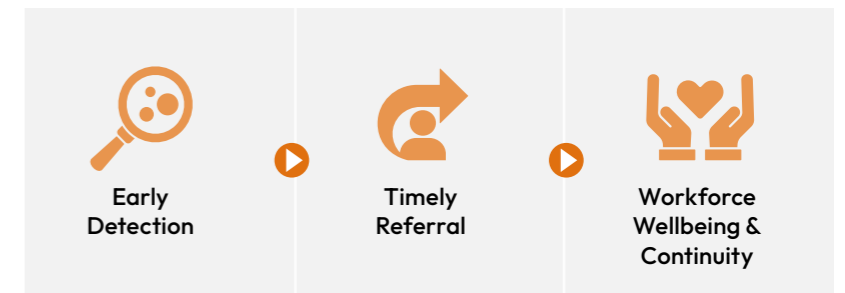 Early
Detection
Timely
Referral
Workforce
Wellbeing &
Continuity